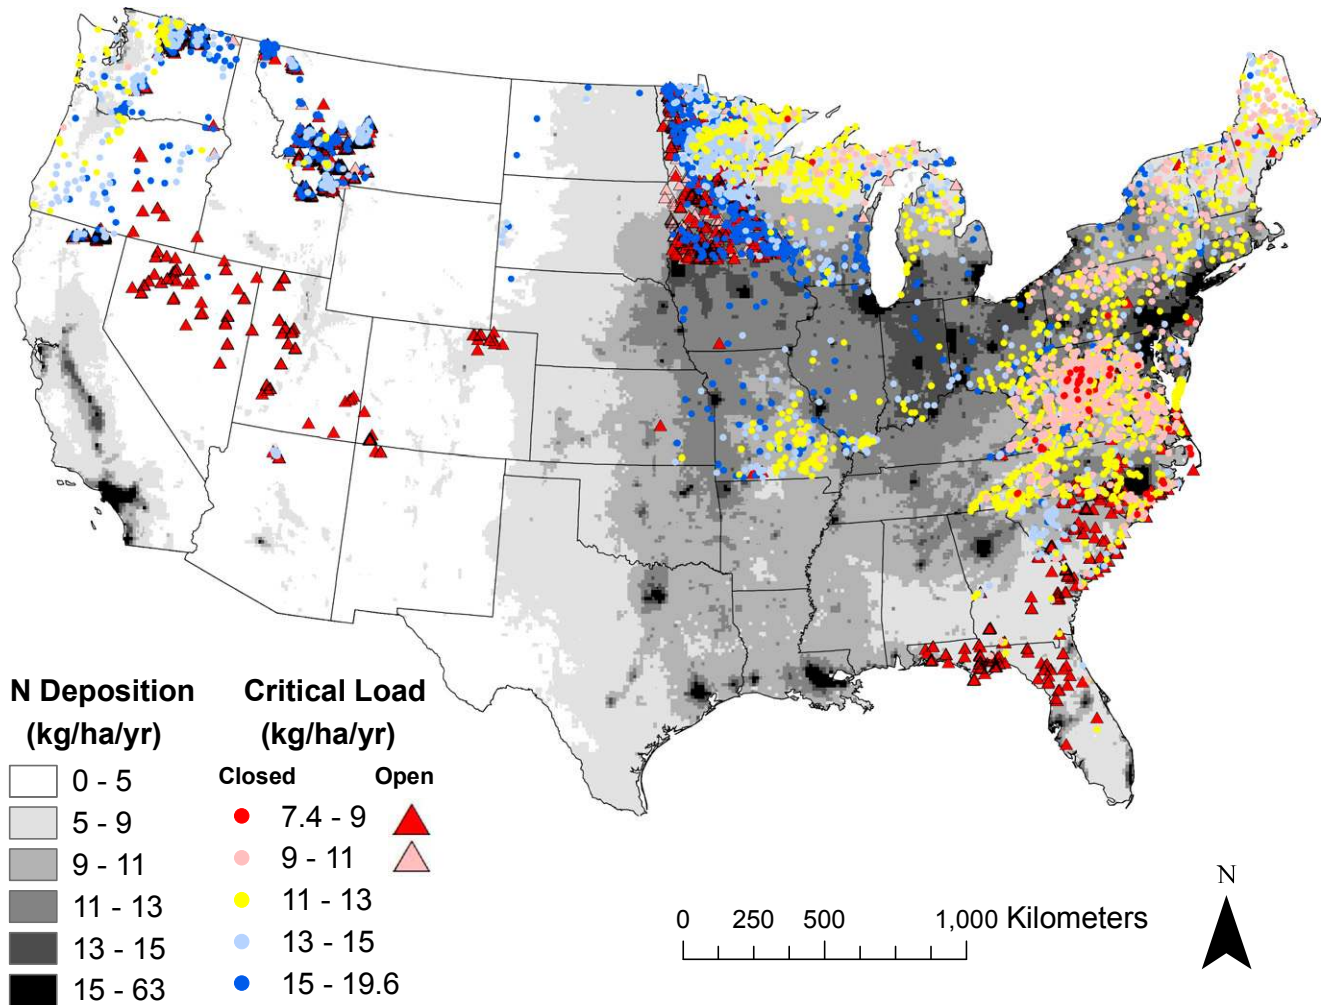 N Deposition
(kg/ha/yr)
0 - 5
5 - 9
9 - 11
11 - 13
13 - 15
15 - 63
Critical Load
(kg/ha/yr)
Closed Open
7.4 - 9
9 - 11
11 - 13
13 - 15
15 - 19.6
0 250 500 1,000 Kilometers
N